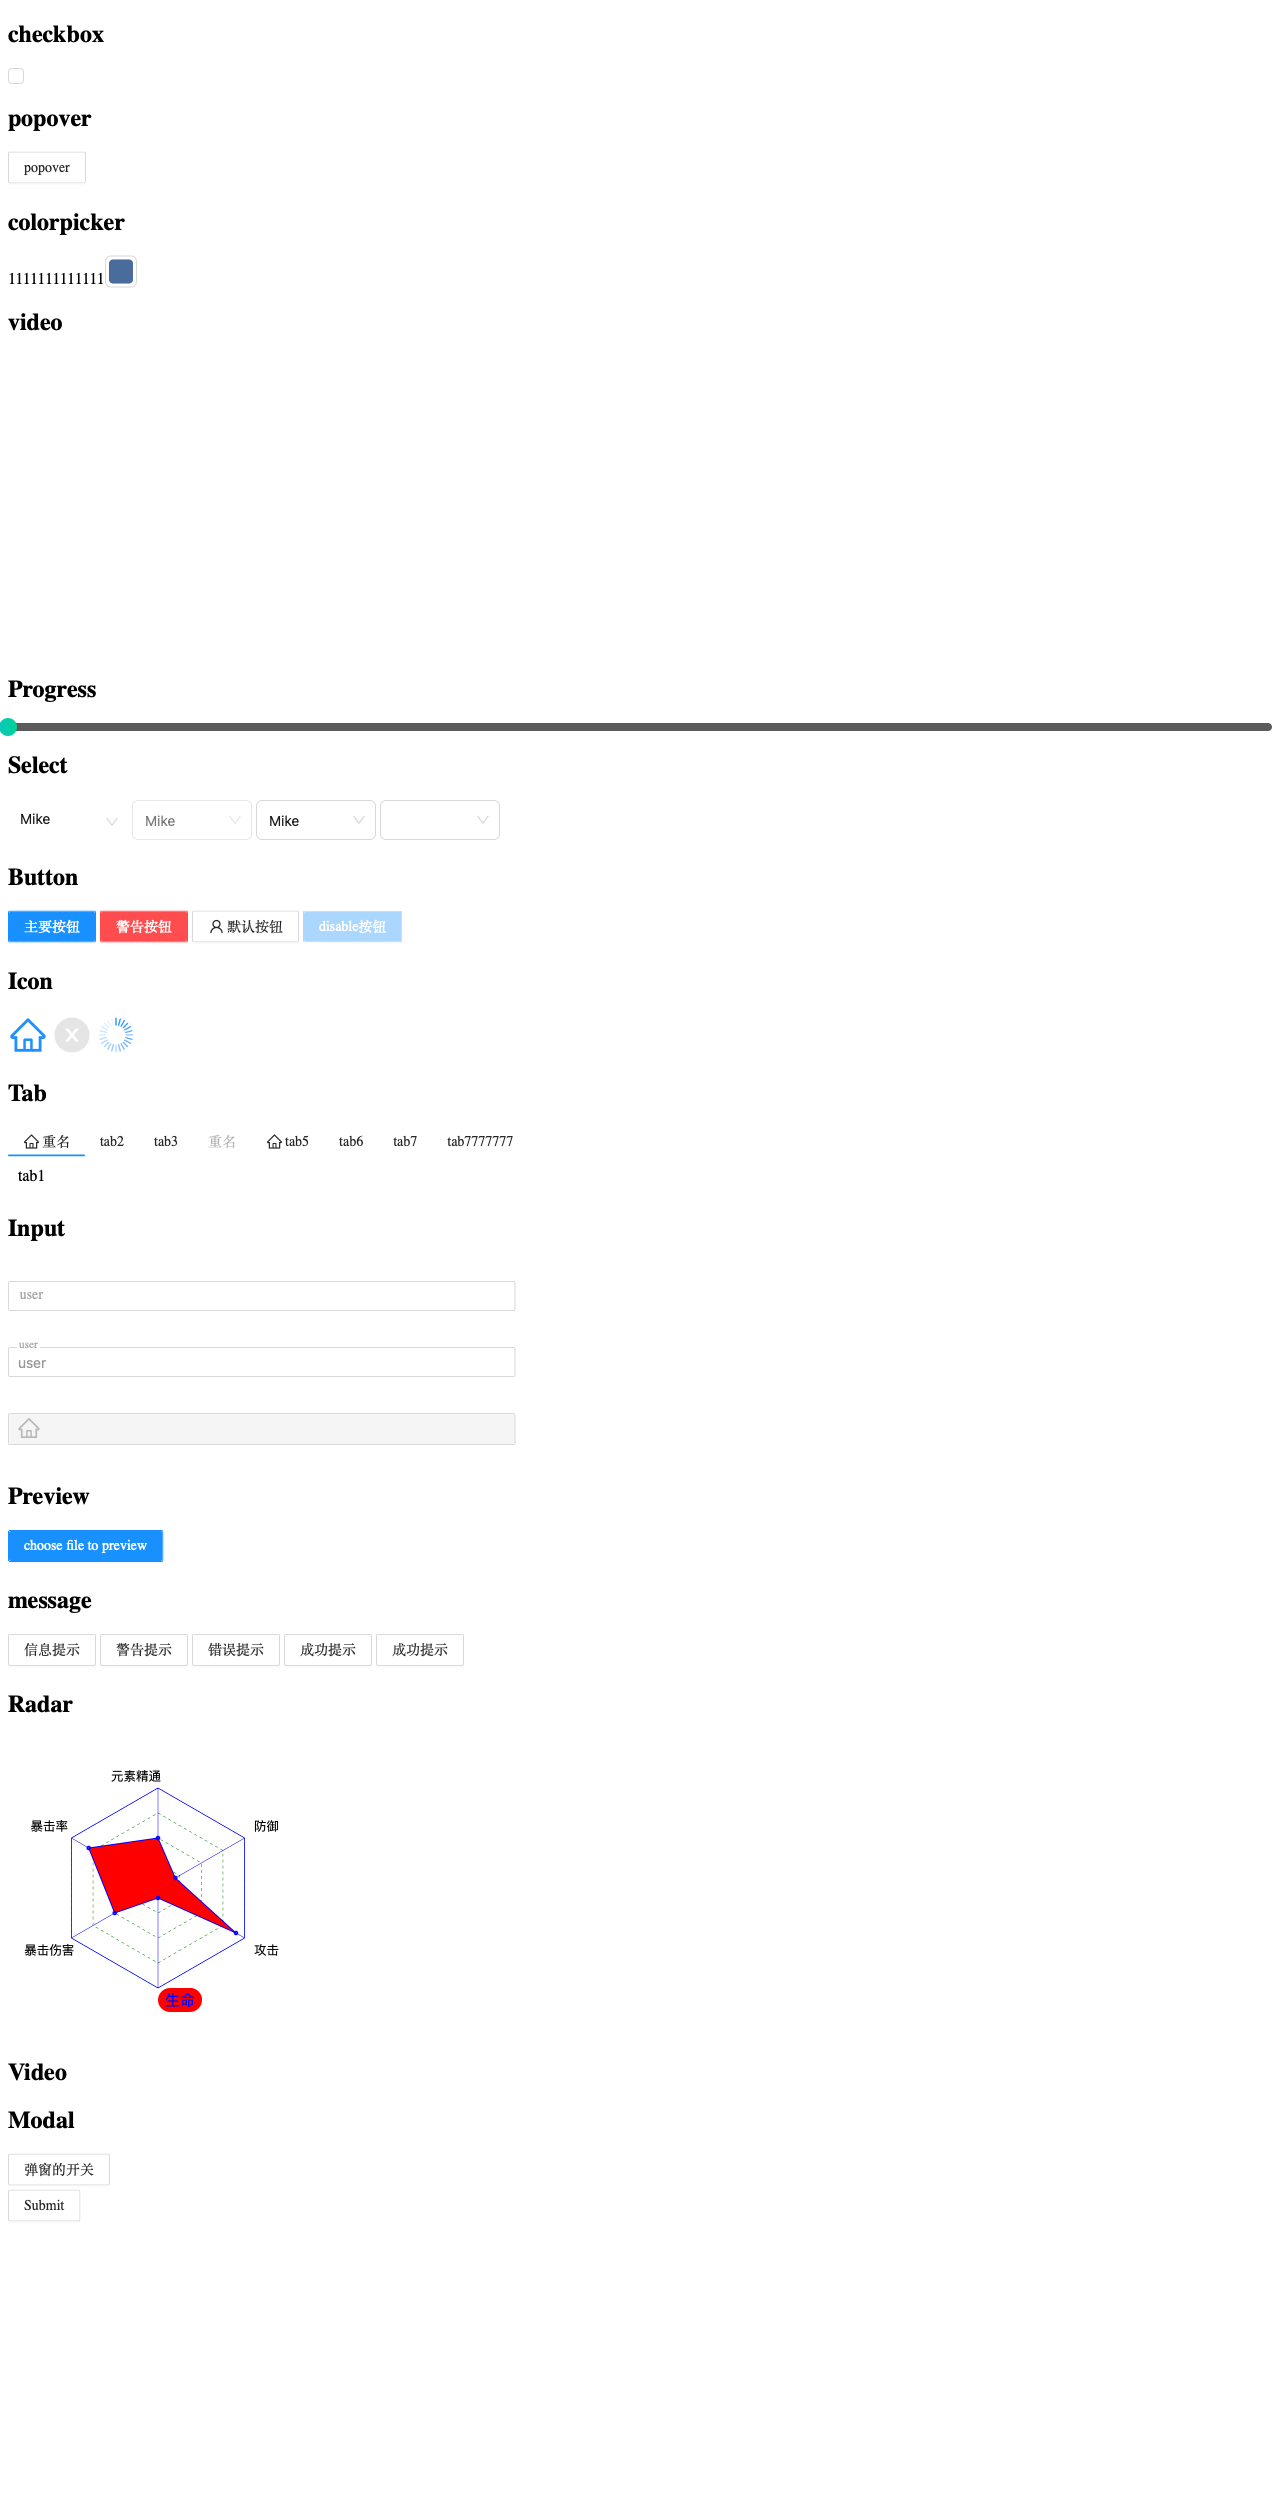 checkbox
popover
popover
colorpicker
1111111111111
video
Progress
Select
Mike Mike Mike
Button
主要按钮 警告按钮 默认按钮 disable按钮
Icon
Tab
重名 tab2 tab3 重名 tab5 tab6 tab7 tab7777777
tab1
Input
user
user
user
Preview
choose file to preview
message
信息提示 警告提示 错误提示 成功提示 成功提示
Radar
元素精通
暴击率 防御
暴击伤害 攻击
生命
Video
Modal
弹窗的开关
Submit